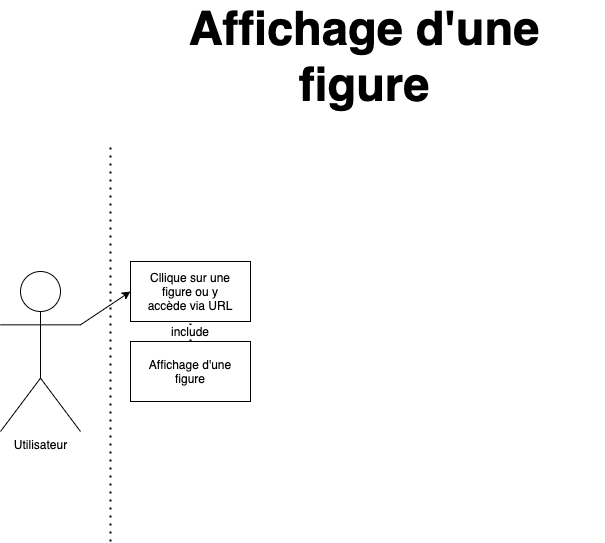 Affichage d'une
figure
Cllique sur une
figure ou y
accède via URL
include
Affichage d'une
figure
Utilisateur